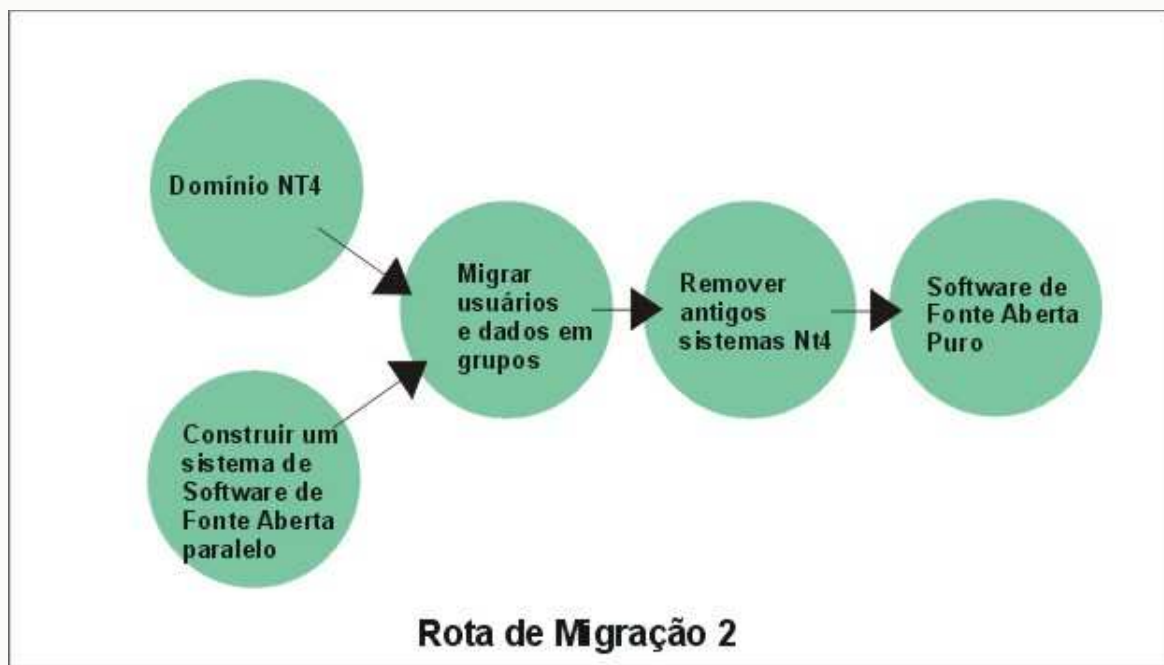 Domínio NT4
Construir um
sistema de
Software de
Fonte Aberta
paralelo
Migrar
usuários
e dados em
grupos
Remover
antigos
sistemas Nt4
Software de
Fonte Aberta
Puro
Rota de Migração 2